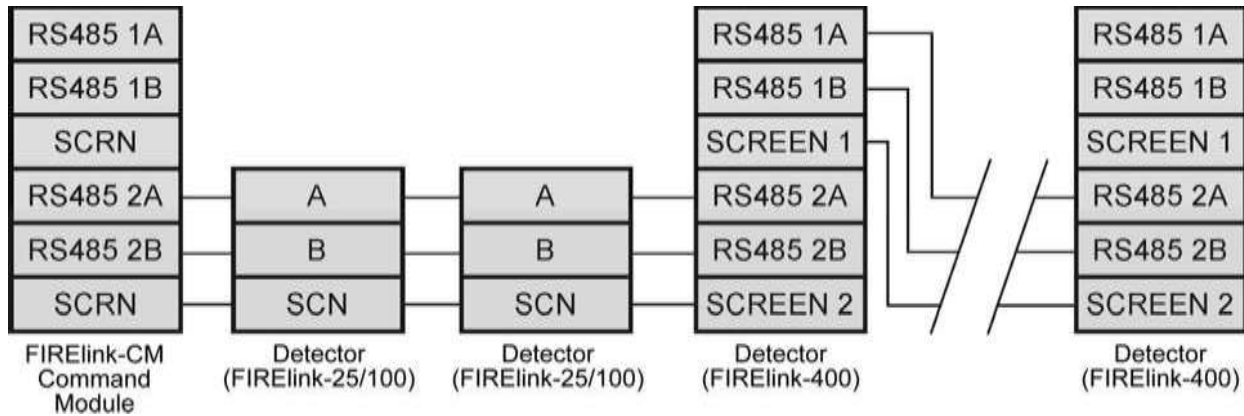 RS485 1A
RS485 1B
SCRN
RS485 2A
RS485 2B
SCRN
FIRElink-CM
Command
Module
A
B
SCN
Detector
(FIRElink-25/100)
A
B
SCN
Detector
(FIRElink-25/100)
RS485 1A
RS485 1B
SCREEN 1
RS485 2A
RS485 2B
SCREEN 2
Detector
(FIRElink-400)
RS485 1A
RS485 1B
SCREEN 1
RS485 2A
RS485 2B
SCREEN 2
Detector
(FIRElink-400)